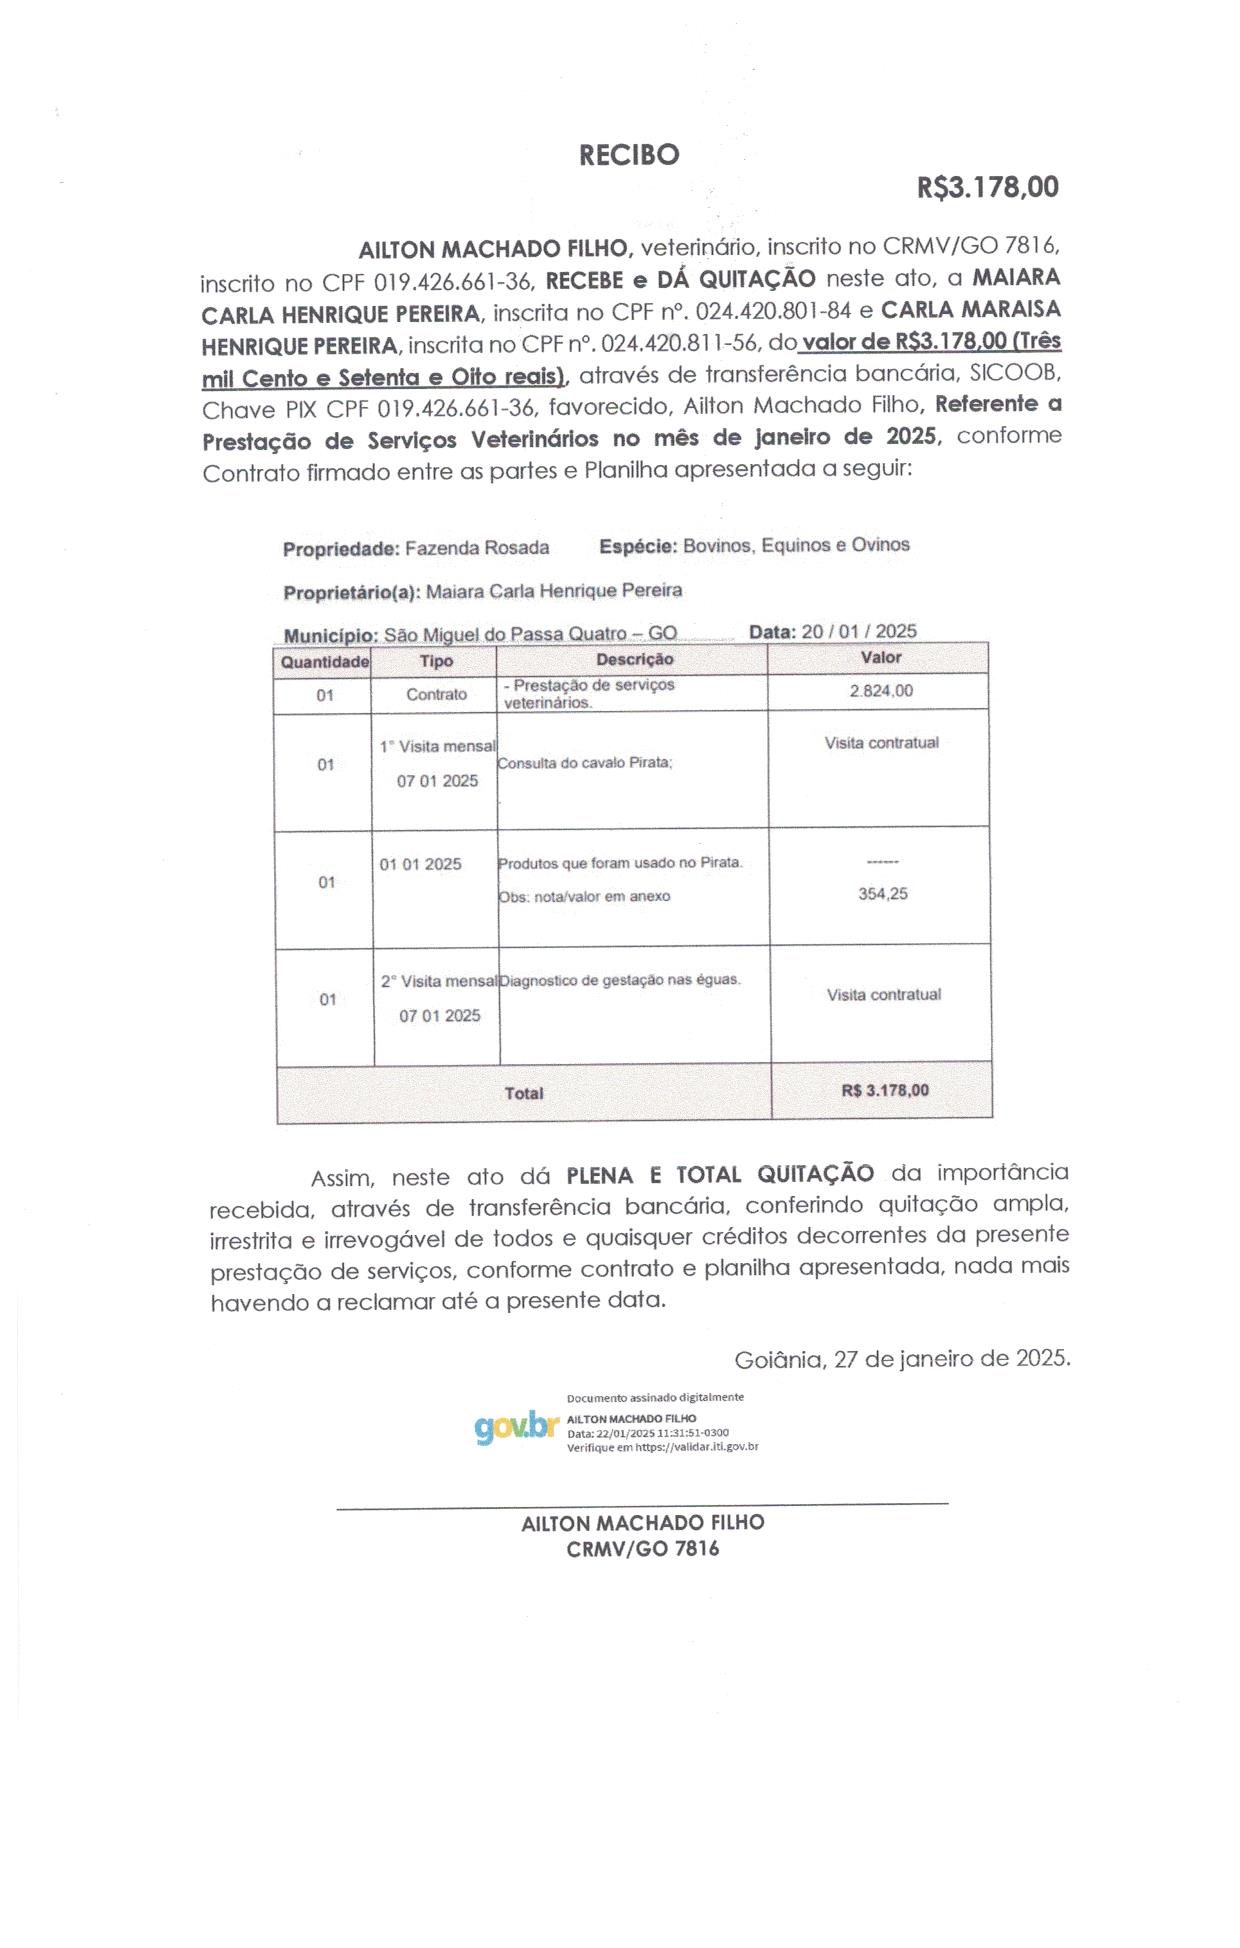 RECIBO
R$3.178,00
AILTON MACHADO FILHO, veterinário, inscrito no CRMV/GO 7816,
inscrito no CPF 019.426.661-36, RECEBE e DÁ QUITAÇÃO neste ato, a MAIARA
CARLA HENRIQUE PEREIRA, inscrita no CPF nº. 024.420.801-84 e CARLA MARAISA
HENRIQUE PEREIRA, inscrita no CPF nº. 024.420.811-56, do valor de R$3.178,00 (Três
mil Cento e Setenta e Oito reais), através de transferência bancária, SICOOB,
Chave PIX CPF 019.426.661-36, favorecido, Ailton Machado Filho, Referente a
Prestação de Serviços Veterinários no mês de janeiro de 2025, conforme
Contrato firmado entre as partes e Planilha apresentada a seguir:
Propriedade: Fazenda Rosada Espécie: Bovinos, Equinos e Ovinos
Proprietário(a): Maiara Carla Henrique Pereira
Município: São Miguel do Passa Quatro – GO Data: 20 / 01 / 2025
Quantidade Tipo Descrição Valor
01 Contrato - Prestação de serviços veterinários. 2.824,00
01 1° Visita mensal Consulta do cavalo Pirata; Visita contratual
07 01 2025
01 01 01 2025 Produtos que foram usado no Pirata. ------
Obs: nota/valor em anexo 354,25
01 2° Visita mensal Diagnostico de gestação nas éguas. Visita contratual
07 01 2025
Total R$ 3.178,00
Assim, neste ato dá PLENA E TOTAL QUITAÇÃO da importância
recebida, através de transferência bancária, conferindo quitação ampla,
irrestrita e irrevogável de todos e quaisquer créditos decorrentes da presente
prestação de serviços, conforme contrato e planilha apresentada, nada mais
havendo a reclamar até a presente data.
Goiânia, 27 de janeiro de 2025.
Documento assinado digitalmente
gov.br AILTON MACHADO FILHO
Data: 22/01/2025 11:31:51-0300
Verifique em https://validar.iti.gov.br
AILTON MACHADO FILHO
CRMV/GO 7816